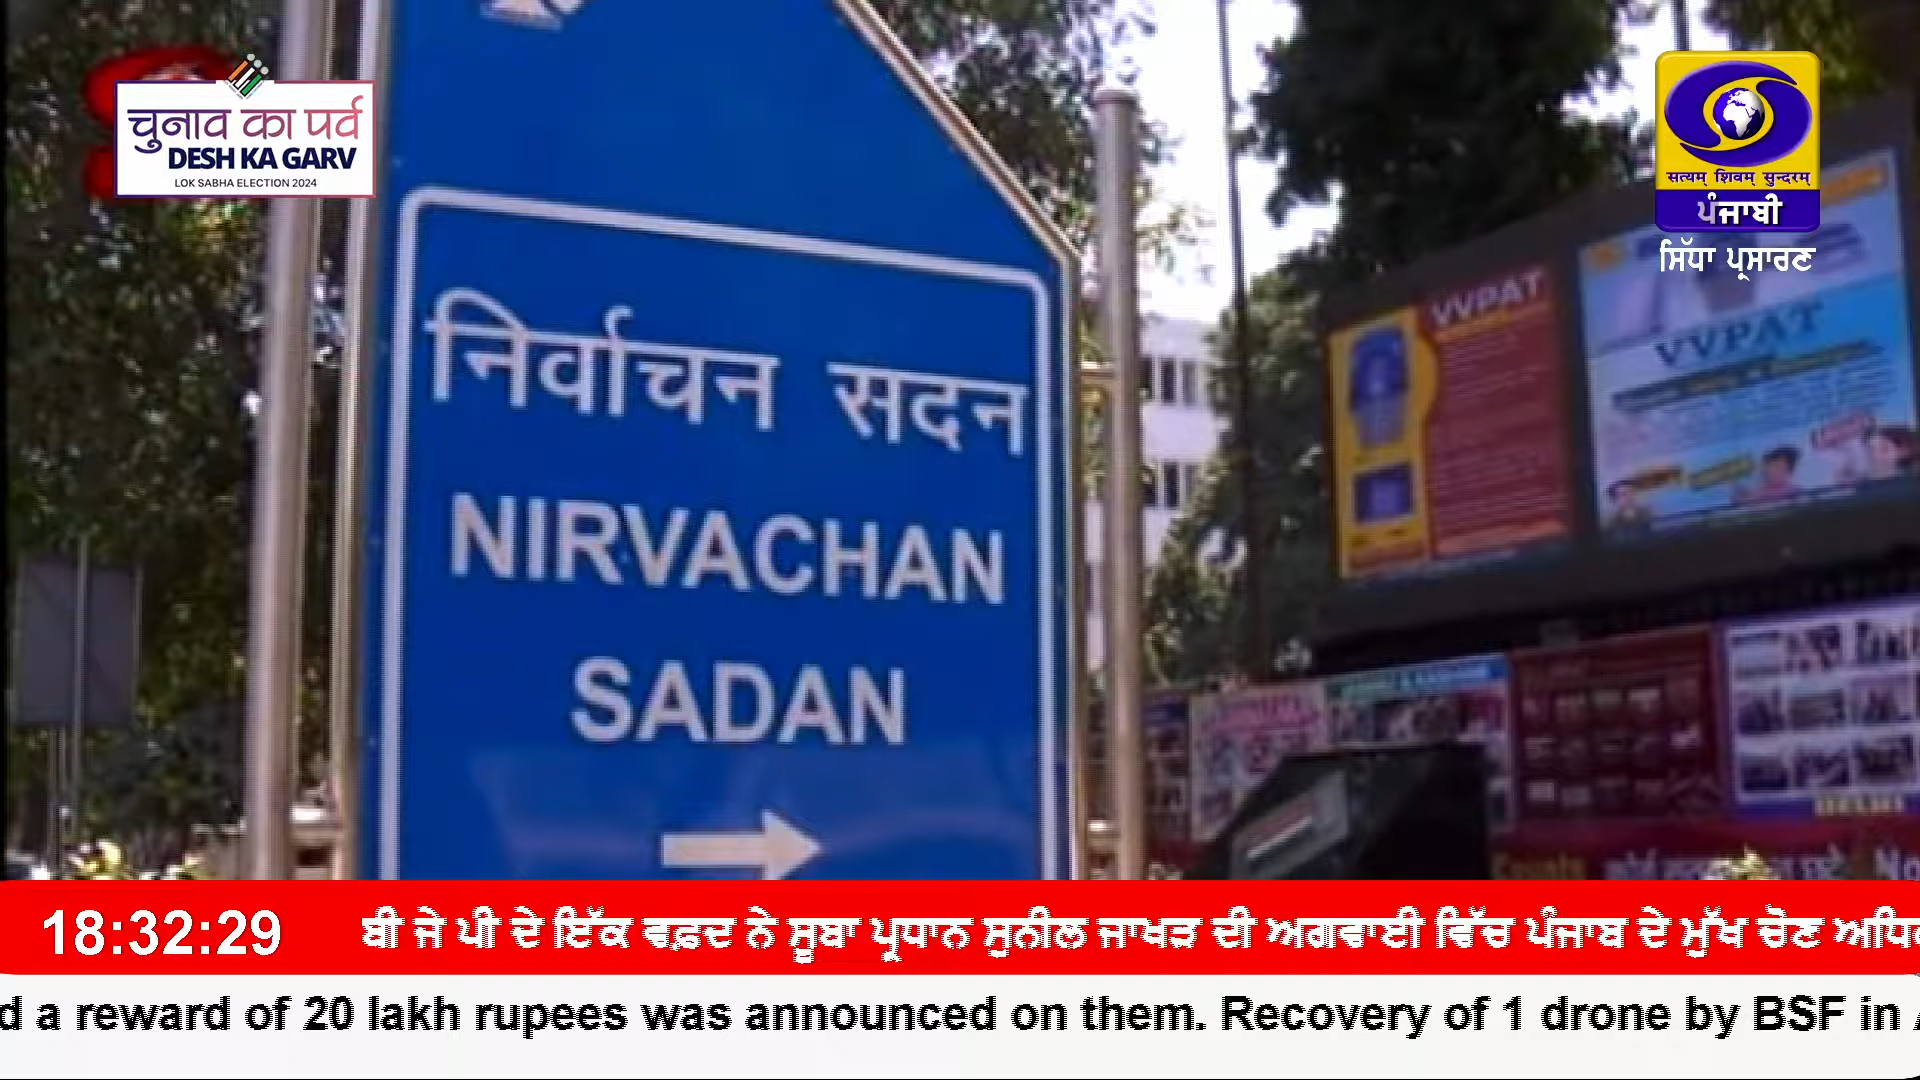 चुनाव का पर्व
DESH KA GARV
LOK SABHA ELECTION 2024
सत्यम् शिवम् सुन्दरम्
ਪੰਜਾਬੀ
ਸਿੱਧਾ ਪ੍ਰਸਾਰਣ
निर्वाचन सदन
NIRVACHAN
SADAN
VVPAT
VVPAT
18:32:29
ਬੀ ਜੇ ਪੀ ਦੇ ਇੱਕ ਵਫ਼ਦ ਨੇ ਸੂਬਾ ਪ੍ਰਧਾਨ ਸੁਨੀਲ ਜਾਖੜ ਦੀ ਅਗਵਾਈ ਵਿੱਚ ਪੰਜਾਬ ਦੇ ਮੁੱਖ ਚੋਣ
d a reward of 20 lakh rupees was announced on them. Recovery of 1 drone by BSF in